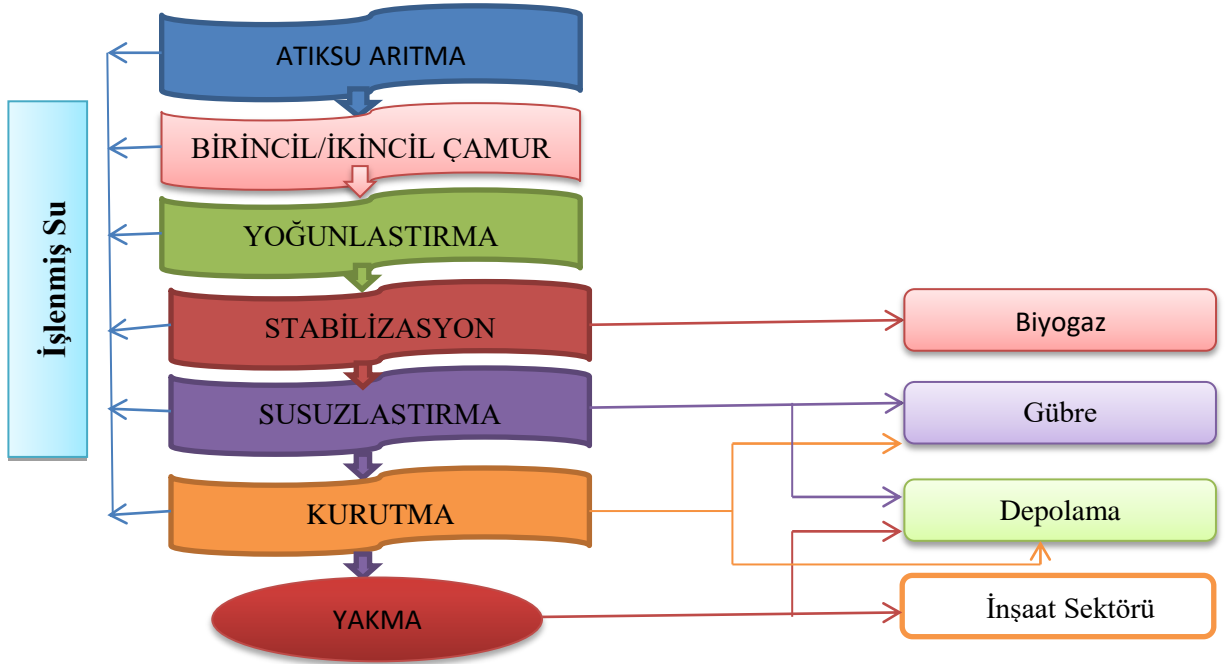 ATIKSU ARITMA
BİRİNCİL/İKİNCİL ÇAMUR
YOĞUNLASTIRMA
STABİLİZASYON
SUSUZLASTIRMA
KURUTMA
YAKMA
İşlenmiş Su
Biyogaz
Gübre
Depolama
İnşaat Sektörü